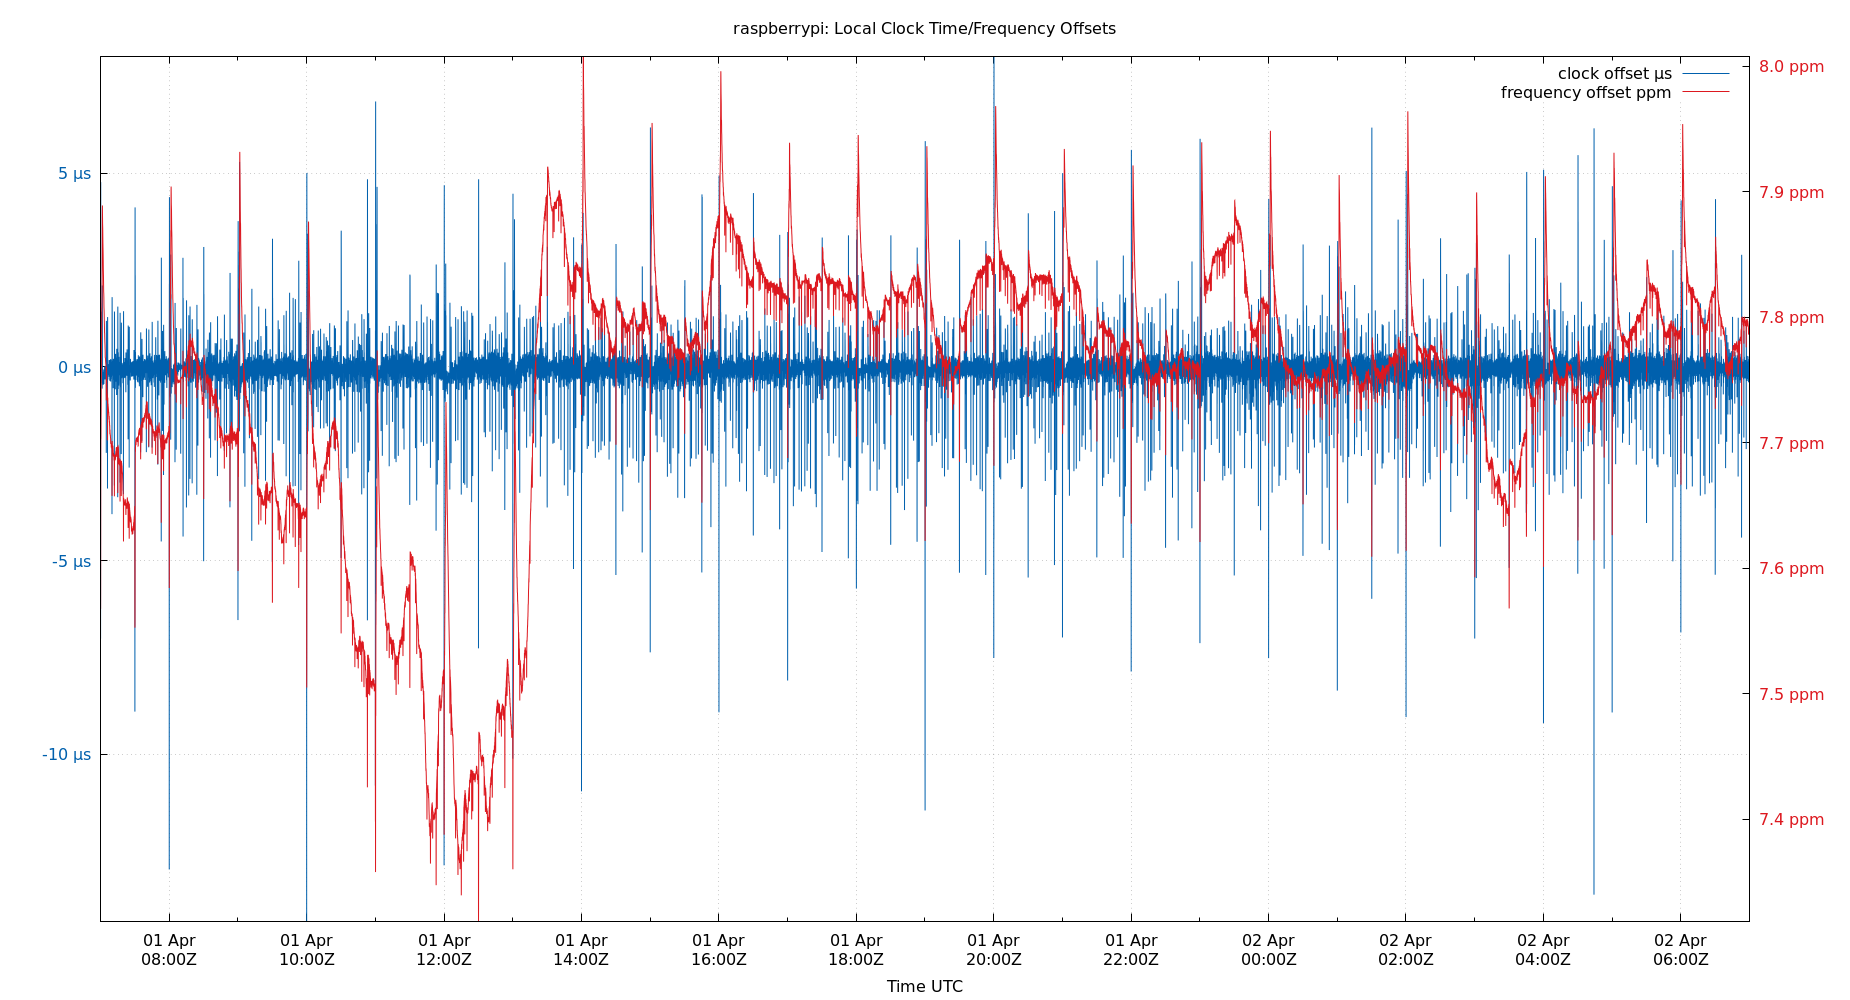 raspberrypi: Local Clock Time/Frequency Offsets
clock offset µs
frequency offset ppm
5 µs
0 µs
-5 µs
-10 µs
8.0 ppm
7.9 ppm
7.8 ppm
7.7 ppm
7.6 ppm
7.5 ppm
7.4 ppm
01 Apr 01 Apr 01 Apr 01 Apr 01 Apr 01 Apr 01 Apr 01 Apr 02 Apr 02 Apr 02 Apr 02 Apr
08:00Z 10:00Z 12:00Z 14:00Z 16:00Z 18:00Z 20:00Z 22:00Z 00:00Z 02:00Z 04:00Z 06:00Z
Time UTC